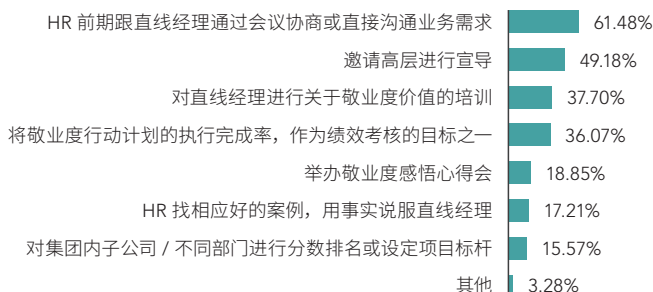 HR 前期跟直线经理通过会议协商或直接沟通业务需求 61.48%
邀请高层进行宣导 49.18%
对直线经理进行关于敬业度价值的培训 37.70%
将敬业度行动计划的执行完成率，作为绩效考核的目标之一 36.07%
举办敬业度感悟心得会 18.85%
HR 找相应好的案例，用事实说服直线经理 17.21%
对集团内子公司 / 不同部门进行分数排名或设定项目标杆 15.57%
其他 3.28%